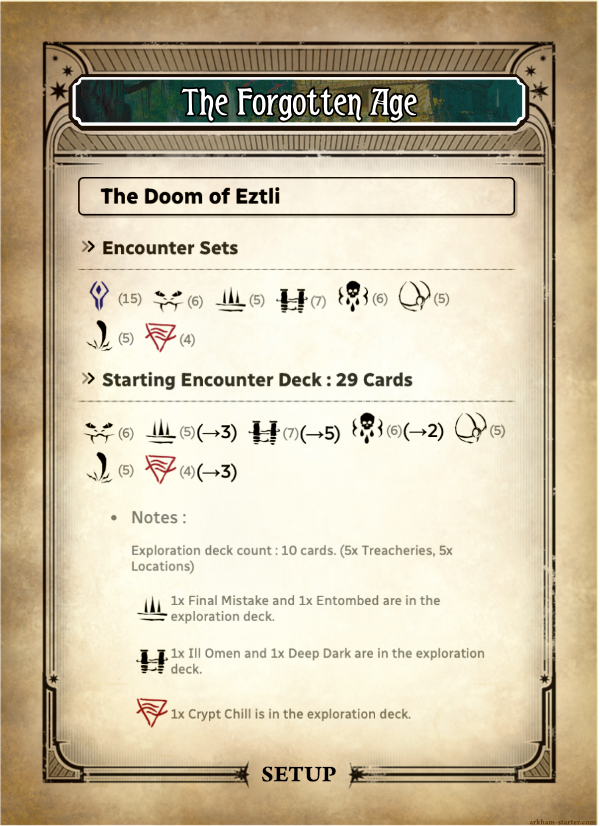 The Forgotten Age
The Doom of Eztli
» Encounter Sets
(15) (6) (5) (7) (6) (5)
(5) (4)
» Starting Encounter Deck : 29 Cards
(6) (5)(→3) (7)(→5) (6)(→2) (5)
(5) (4)(→3)
• Notes :
Exploration deck count : 10 cards. (5x Treacheries, 5x
Locations)
1x Final Mistake and 1x Entombed are in the
exploration deck.
1x Ill Omen and 1x Deep Dark are in the exploration
deck.
1x Crypt Chill is in the exploration deck.
SETUP
arkham-starter.com